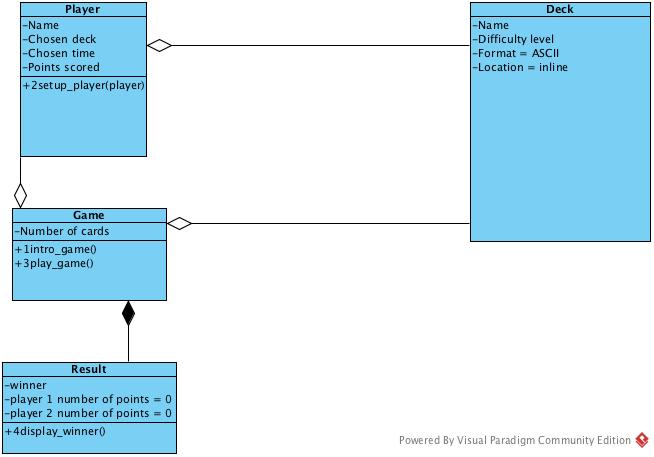 Player
-Name
-Chosen deck
-Chosen time
-Points scored
+2setup_player(player)
Deck
-Name
-Difficulty level
-Format = ASCII
-Location = inline
Game
-Number of cards
+1intro_game()
+3play_game()
Result
-winner
-player 1 number of points = 0
-player 2 number of points = 0
+4display_winner()
Powered By Visual Paradigm Community Edition